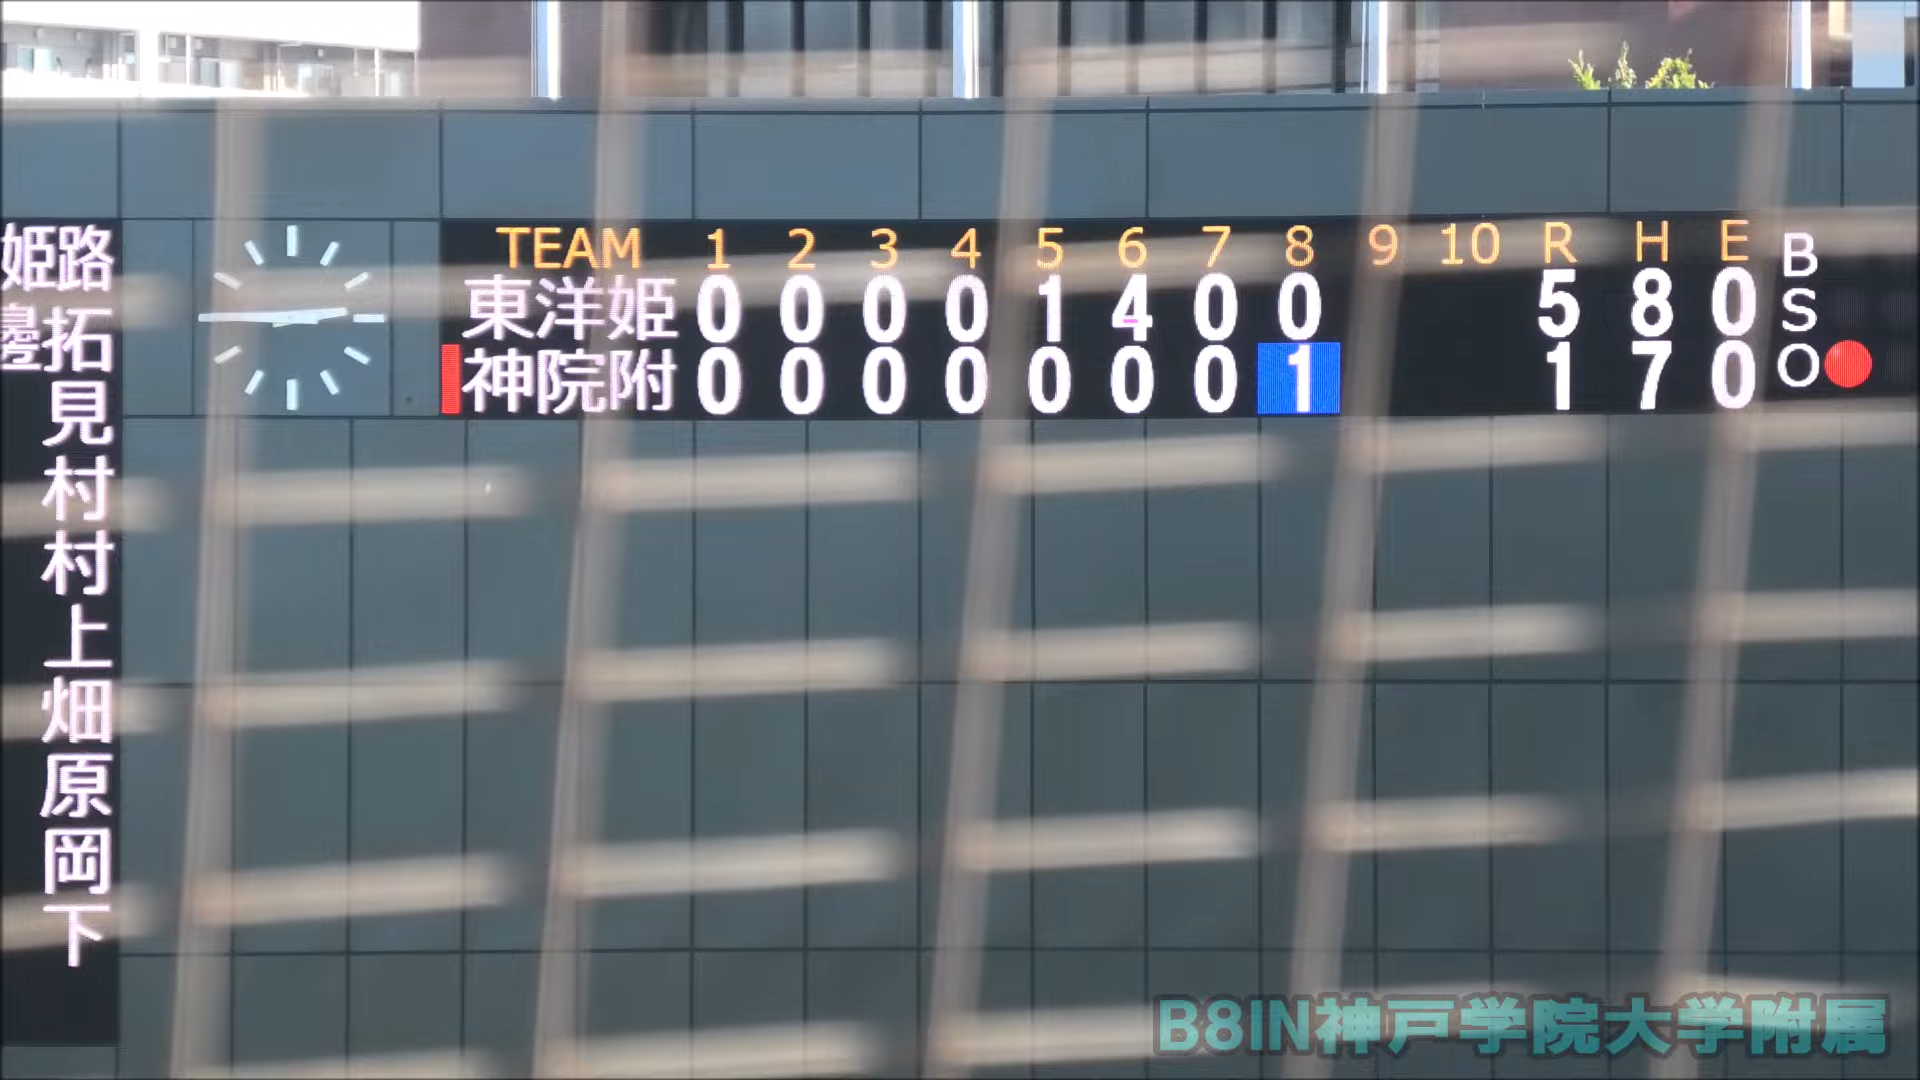 姫路
拓
見
村
村
上
畑
原
岡
下
TEAM 1 2 3 4 5 6 7 8 9 10 R H E
東洋姫 0 0 0 0 1 4 0 0 5 8 0
神院附 0 0 0 0 0 0 0 1 1 7 0
B
S
O
B8IN神戸学院大学附属